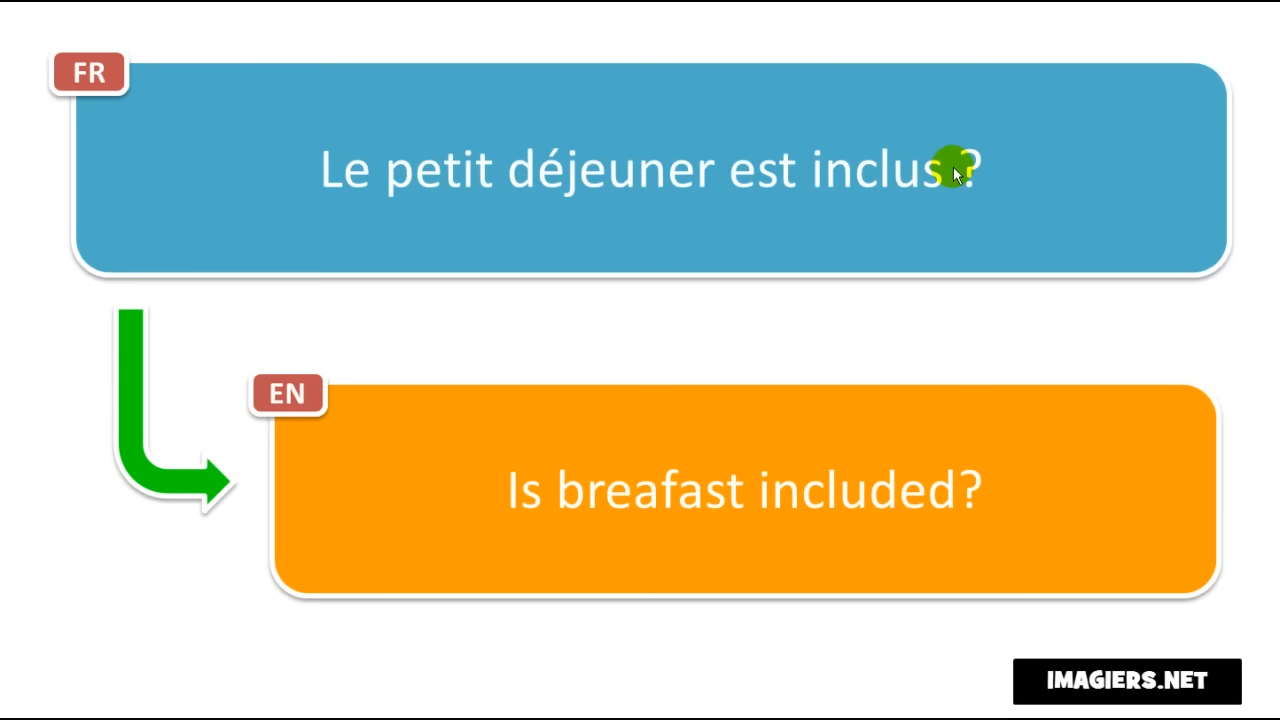 FR
Le petit déjeuner est inclus ?
EN
Is breafast included?
IMAGIERS.NET